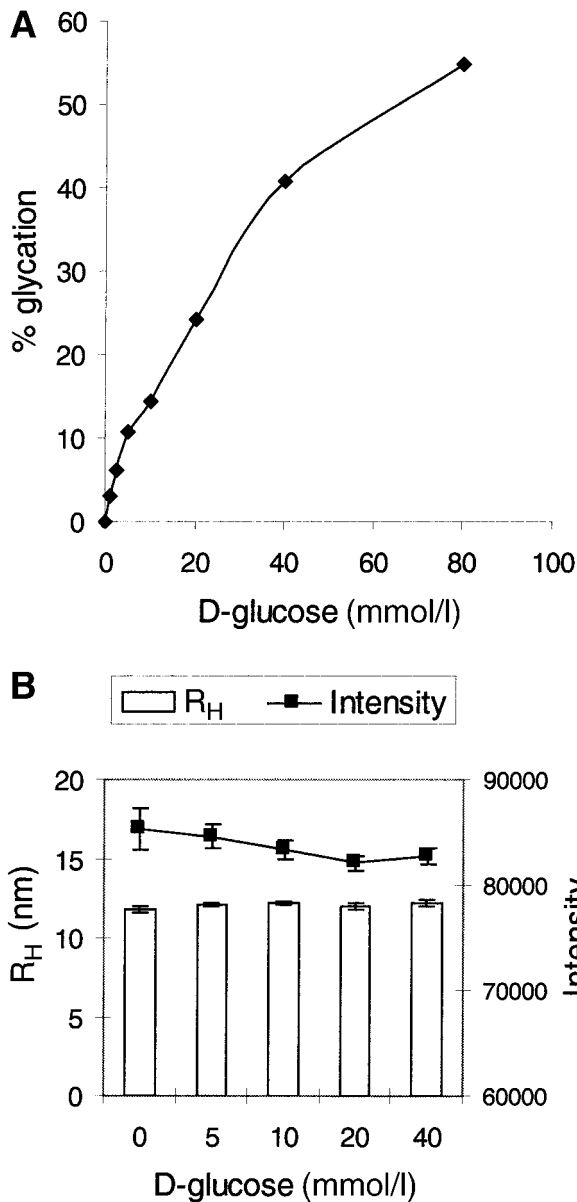 A
60
50
40
30
20
10
0
% glycation
0 20 40 60 80 100
D-glucose (mmol/l)
B
R_H Intensity
20 90000
15 80000
10
70000
5
0 60000
R_H (nm)
Intensity
0 5 10 20 40
D-glucose (mmol/l)